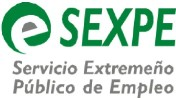 SEXPE
Servicio Extremeño
Público de Empleo